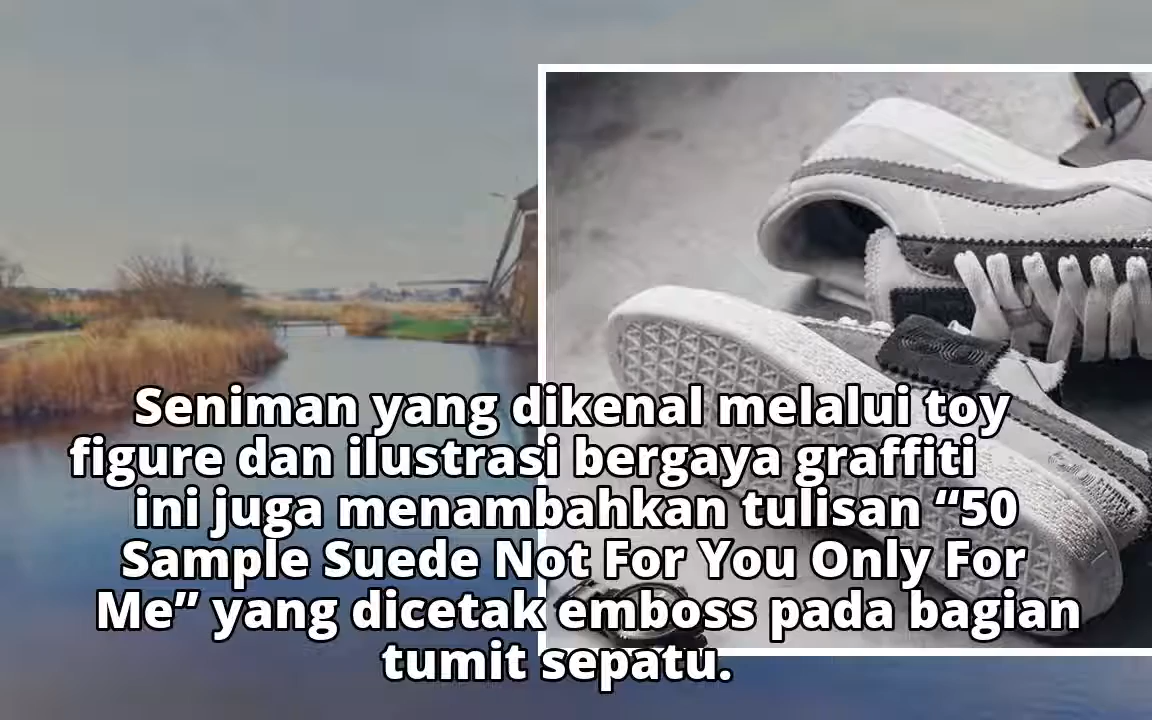 Seniman yang dikenal melalui toy
figure dan ilustrasi bergaya graffiti
ini juga menambahkan tulisan “50
Sample Suede Not For You Only For
Me” yang dicetak emboss pada bagian
tumit sepatu.